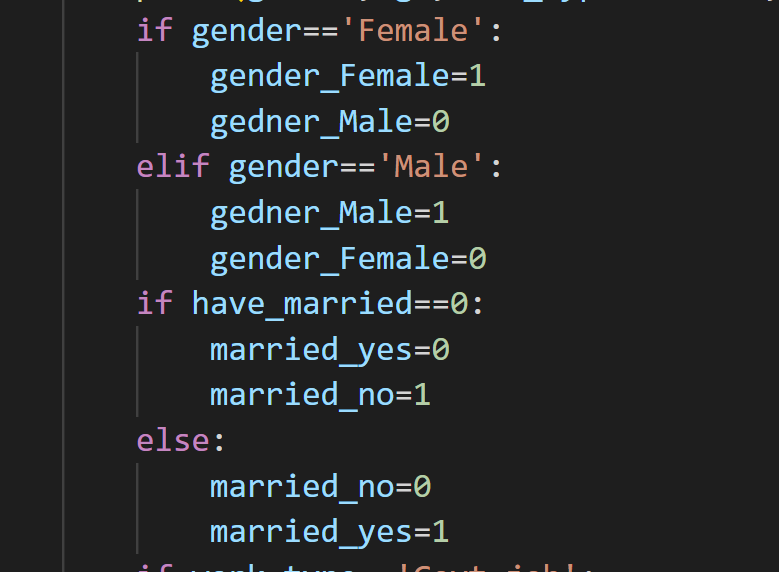 if gender=='Female':
gender_Female=1
gedner_Male=0
elif gender=='Male':
gedner_Male=1
gender_Female=0
if have_married==0:
married_yes=0
married_no=1
else:
married_no=0
married_yes=1